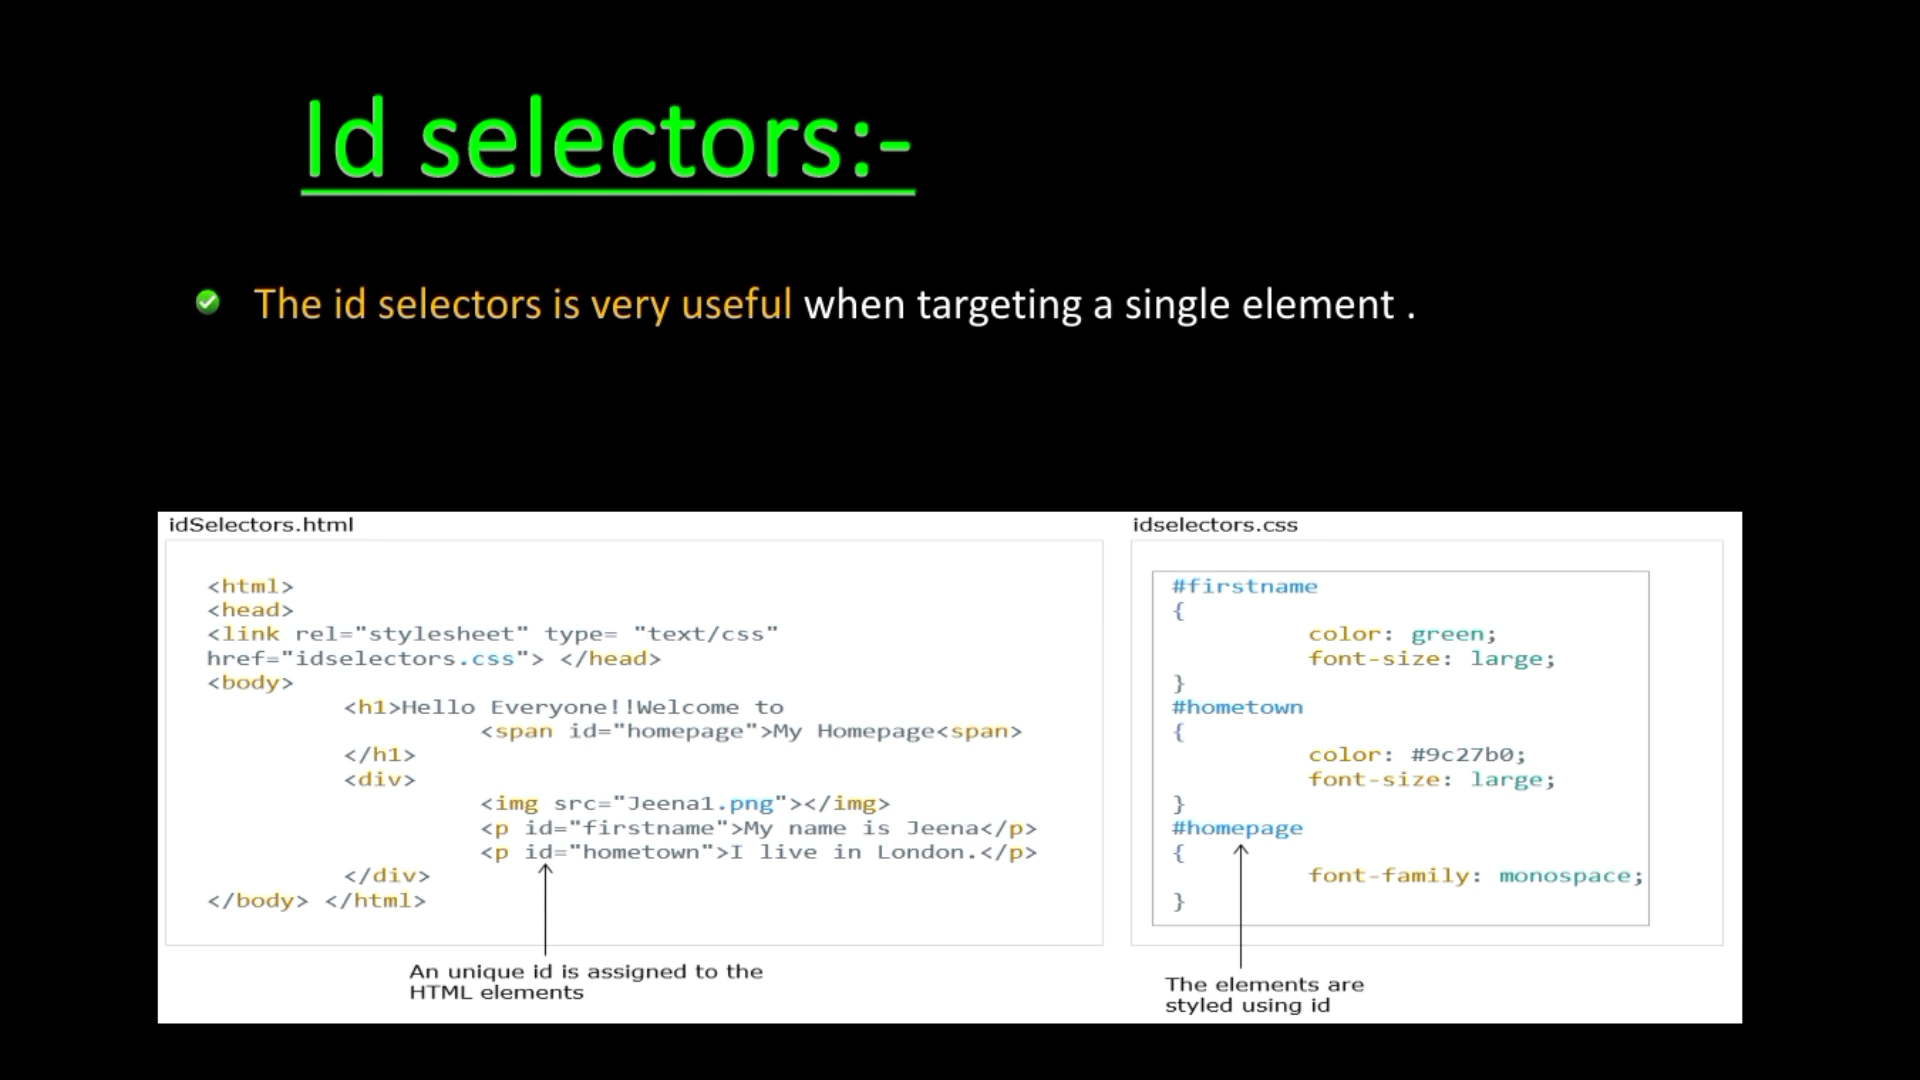 Id selectors:-
The id selectors is very useful when targeting a single element .
idSelectors.html
<html>
<head>
<link rel="stylesheet" type= "text/css"
href="idselectors.css"> </head>
<body>
<h1>Hello Everyone!!Welcome to
<span id="homepage">My Homepage<span>
</h1>
<div>
<img src="Jeena1.png"></img>
<p id="firstname">My name is Jeena</p>
<p id="hometown">I live in London.</p>
</div>
</body> </html>
An unique id is assigned to the
HTML elements
idselectors.css
#firstname
{
color: green;
font-size: large;
}
#hometown
{
color: #9c27b0;
font-size: large;
}
#homepage
{
font-family: monospace;
}
The elements are
styled using id